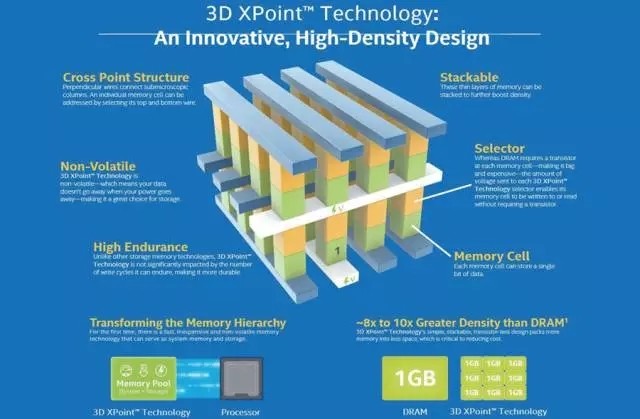 3D XPoint™ Technology:
An Innovative, High-Density Design
Cross Point Structure
Perpendicular wires connect submicroscopic
columns. An individual memory cell can be
addressed by selecting its top and bottom wire.
Stackable
These thin layers of memory can be
stacked to further boost density.
Non-Volatile
3D XPoint™ Technology is
non-volatile—which means your data
doesn't go away when your power goes
away—making it a great choice for storage.
Selector
Whereas DRAM requires a transistor
at each memory cell—making it big
and expensive—the amount of
voltage sent to each 3D XPoint™
Technology selector enables its
memory cell to be written to or read
without requiring a transistor.
High Endurance
Unlike other storage memory technologies, 3D XPoint™
Technology is not significantly impacted by the number
of write cycles it can endure, making it more durable.
Memory Cell
Each memory cell can store a single
bit of data.
V
1
V
Transforming the Memory Hierarchy
For the first time, there is a fast, inexpensive and non-volatile memory
technology that can serve as system memory and storage.
~8x to 10x Greater Density than DRAM¹
3D XPoint™ Technology's simple, stackable, transistor-less design packs more
memory into less space, which is critical to reducing cost.
Memory Pool
3D XPoint™ Technology
Processor
1GB
DRAM
1GB 1GB 1GB
1GB 1GB 1GB
1GB 1GB 1GB
3D XPoint™ Technology